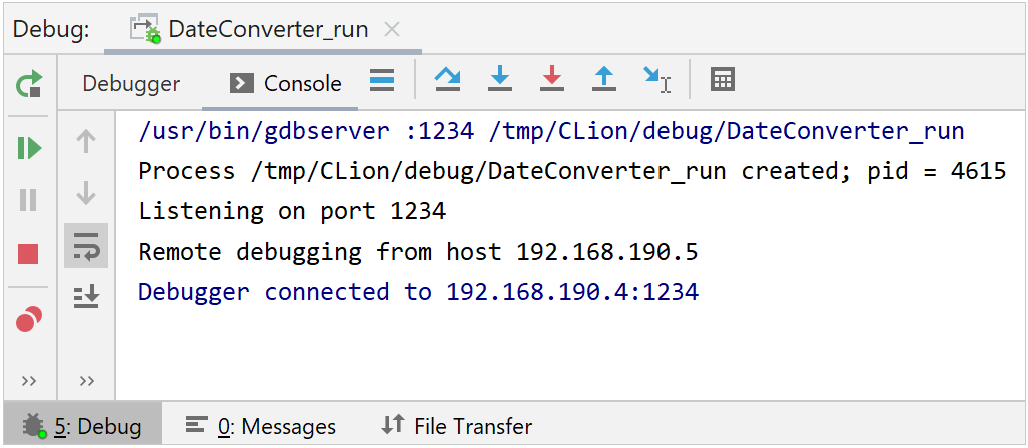 Debug: DateConverter_run
Debugger Console
/usr/bin/gdbserver :1234 /tmp/CLion/debug/DateConverter_run
Process /tmp/CLion/debug/DateConverter_run created; pid = 4615
Listening on port 1234
Remote debugging from host 192.168.190.5
Debugger connected to 192.168.190.4:1234
5: Debug 0: Messages File Transfer